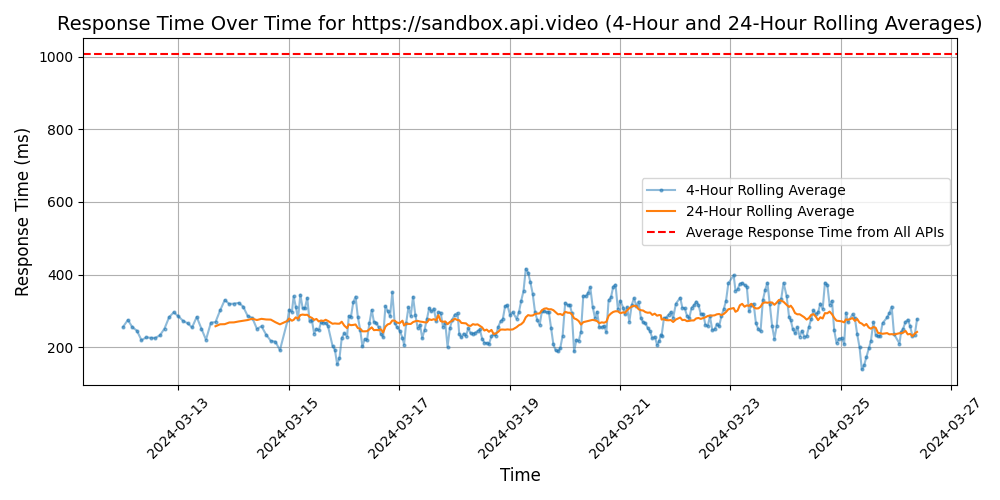 Response Time Over Time for https://sandbox.api.video (4-Hour and 24-Hour Rolling Averages)
Response Time (ms)
1000
800
600
400
200
4-Hour Rolling Average
24-Hour Rolling Average
Average Response Time from All APIs
2024-03-13
2024-03-15
2024-03-17
2024-03-19
2024-03-21
2024-03-23
2024-03-25
2024-03-27
Time